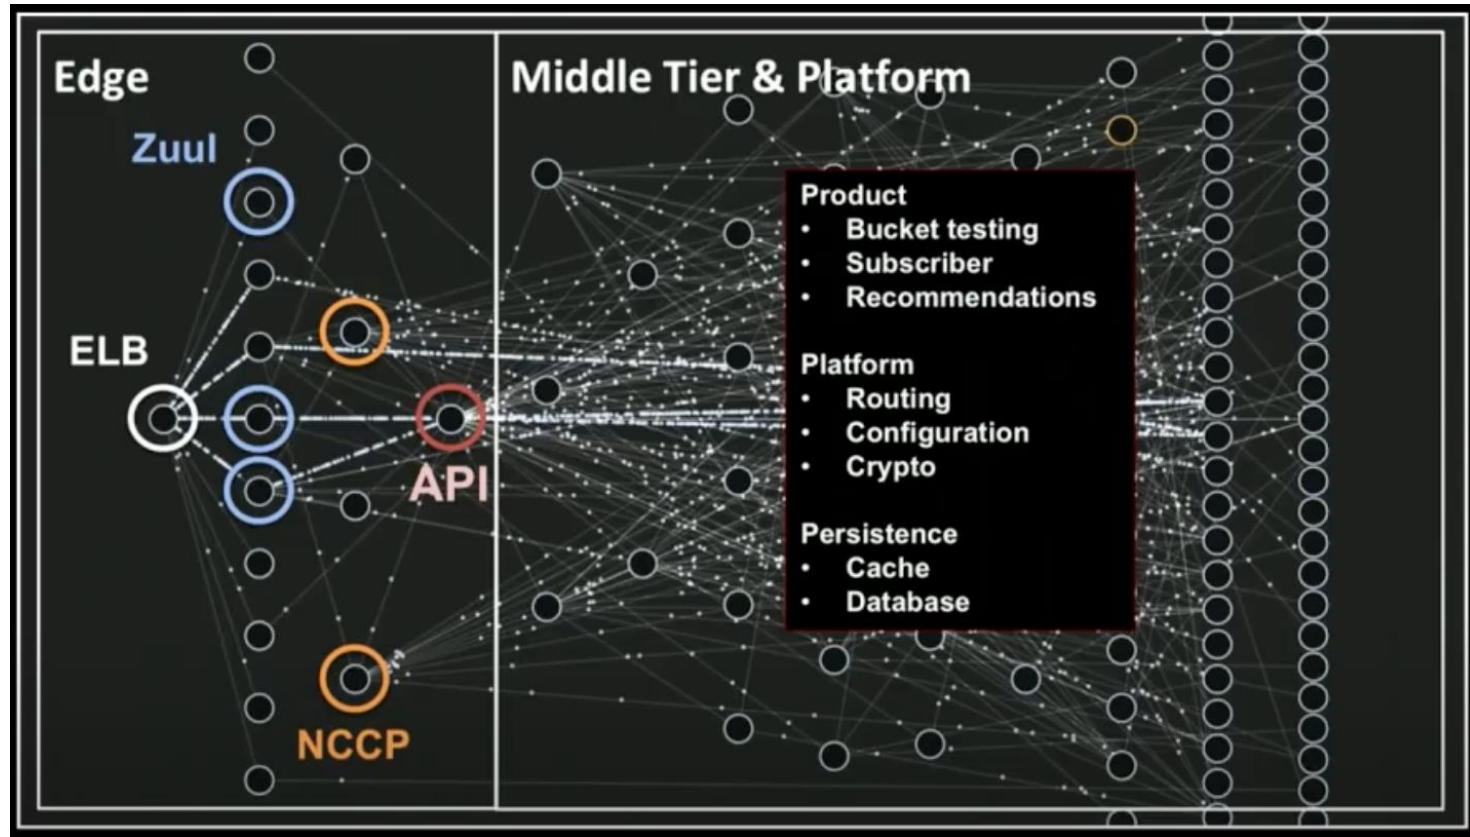 Edge
Middle Tier & Platform
Zuul
ELB
API
NCCP
Product
• Bucket testing
• Subscriber
• Recommendations
Platform
• Routing
• Configuration
• Crypto
Persistence
• Cache
• Database